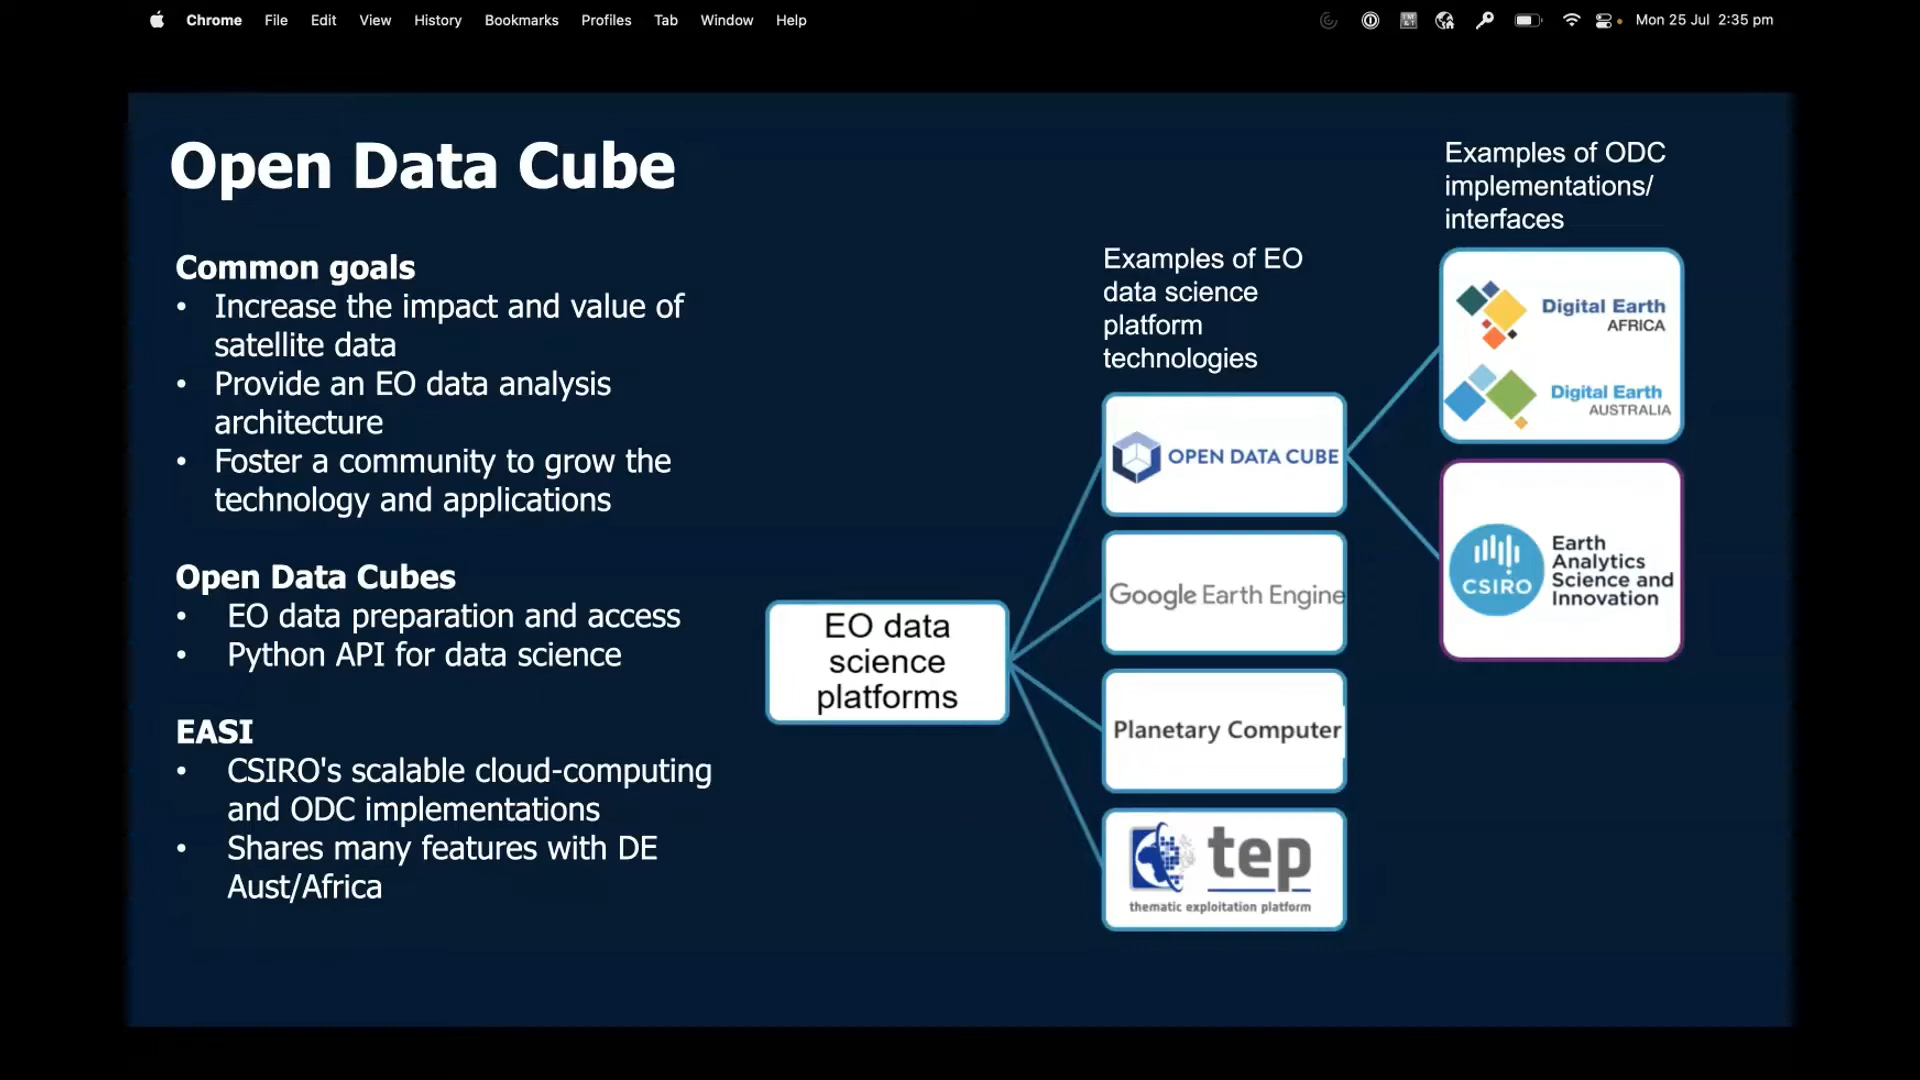 Chrome File Edit View History Bookmarks Profiles Tab Window Help Mon 25 Jul 2:35 pm
Open Data Cube
Common goals
• Increase the impact and value of
satellite data
• Provide an EO data analysis
architecture
• Foster a community to grow the
technology and applications
Open Data Cubes
• EO data preparation and access
• Python API for data science
EASI
• CSIRO's scalable cloud-computing
and ODC implementations
• Shares many features with DE
Aust/Africa
EO data
science
platforms
Examples of EO
data science
platform
technologies
OPEN DATA CUBE
Google Earth Engine
Planetary Computer
tep
thematic exploitation platform
Examples of ODC
implementations/
interfaces
Digital Earth
AFRICA
Digital Earth
AUSTRALIA
CSIRO
Earth
Analytics
Science and
Innovation